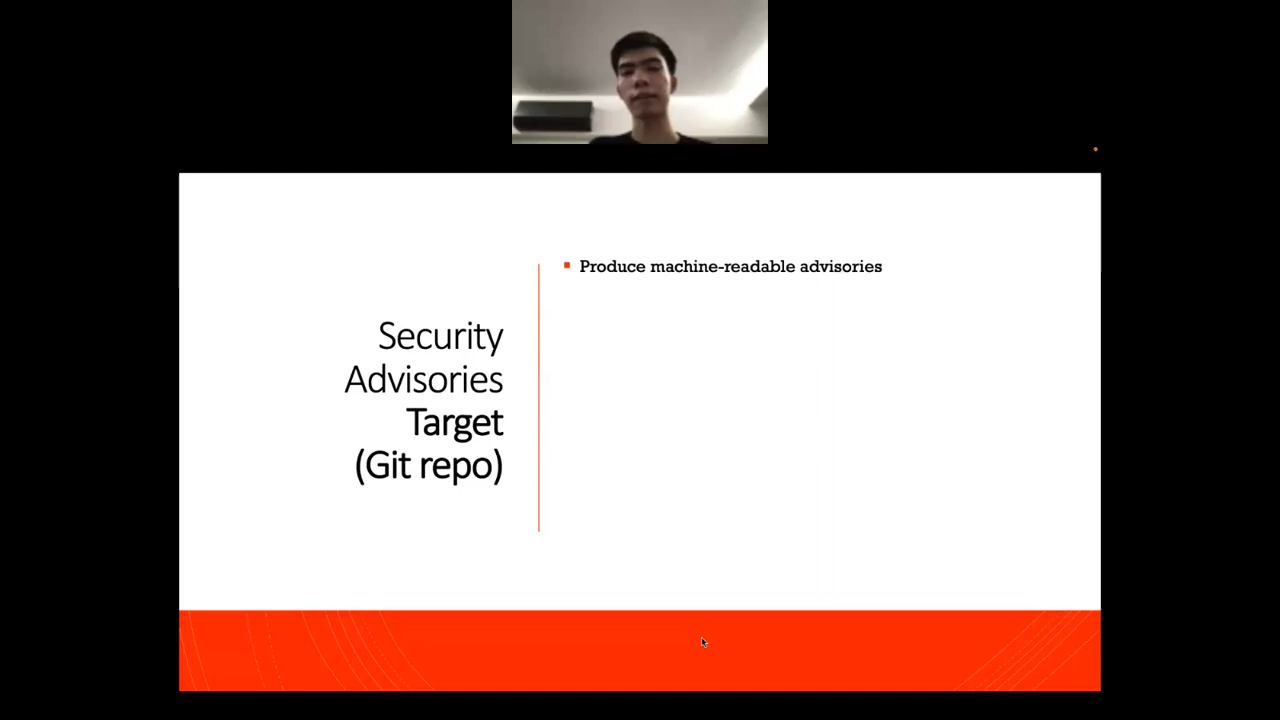 Security
Advisories
Target
(Git repo)
Produce machine-readable advisories